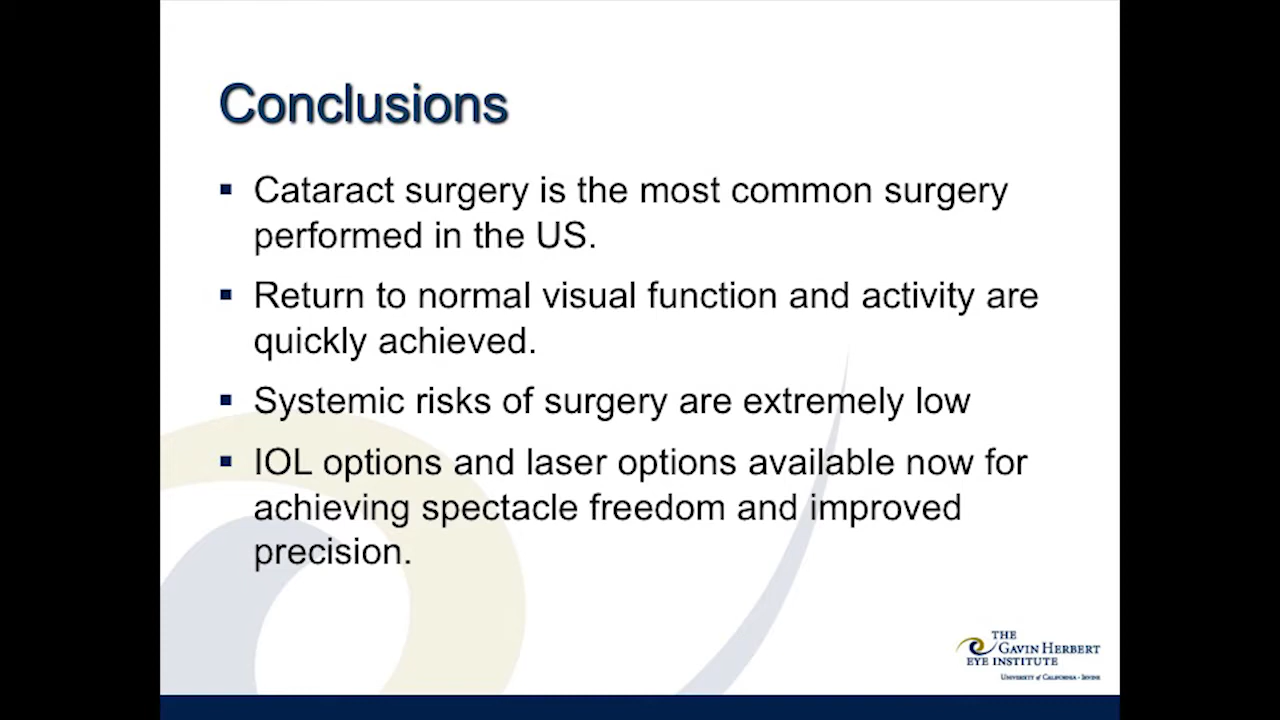 Conclusions
▪ Cataract surgery is the most common surgery
performed in the US.
▪ Return to normal visual function and activity are
quickly achieved.
▪ Systemic risks of surgery are extremely low
▪ IOL options and laser options available now for
achieving spectacle freedom and improved
precision.
THE
GAVIN HERBERT
EYE INSTITUTE
UNIVERSITY of CALIFORNIA · IRVINE